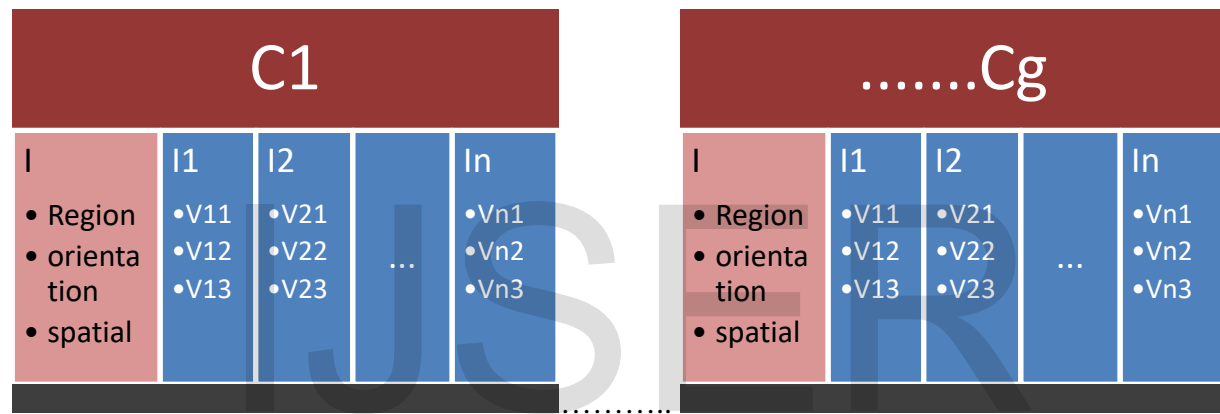 C1
I
• Region
• orienta
tion
• spatial
I1
•V11
•V12
•V13
I2
•V21
•V22
•V23
...
In
•Vn1
•Vn2
•Vn3
.......Cg
I
• Region
• orienta
tion
• spatial
I1
•V11
•V12
•V13
I2
•V21
•V22
•V23
...
In
•Vn1
•Vn2
•Vn3
...........
IJSER